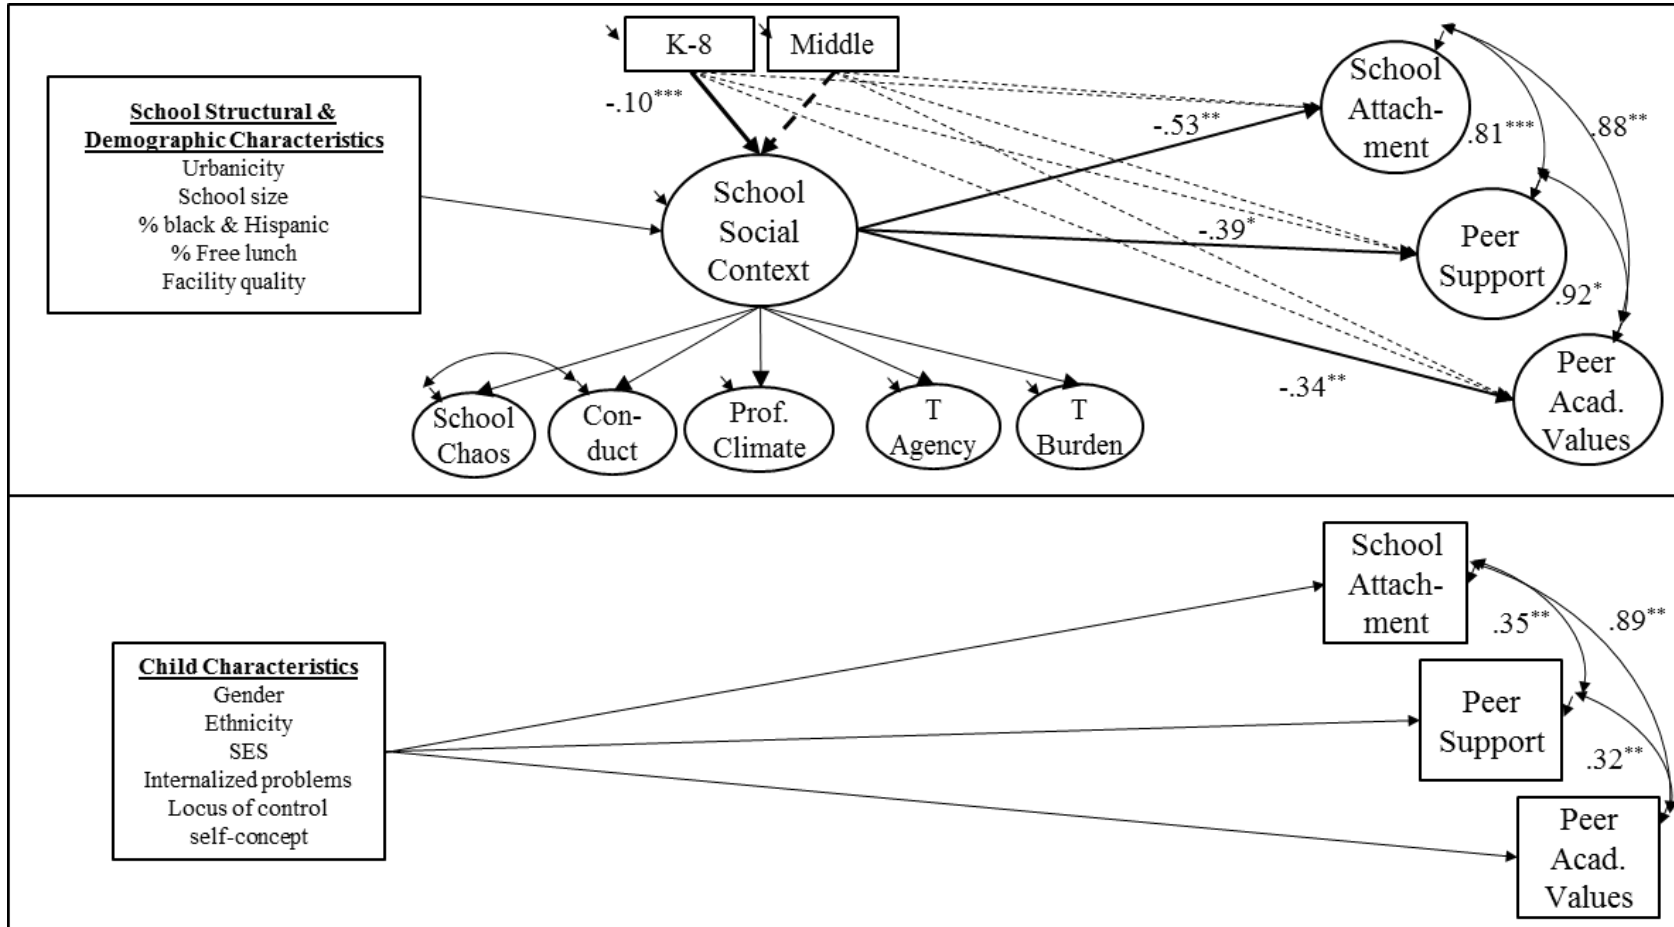 K-8
Middle
School Structural &
Demographic Characteristics
Urbanicity
School size
% black & Hispanic
% Free lunch
Facility quality
-.10***
School
Social
Context
School
Attach-
ment
-.53**
.81***
.88**
-.39*
Peer
Support
.92*
-.34**
Peer
Acad.
Values
School
Chaos
Con-
duct
Prof.
Climate
T
Agency
T
Burden
Child Characteristics
Gender
Ethnicity
SES
Internalized problems
Locus of control
self-concept
School
Attach-
ment
.35**
.89**
Peer
Support
.32**
Peer
Acad.
Values